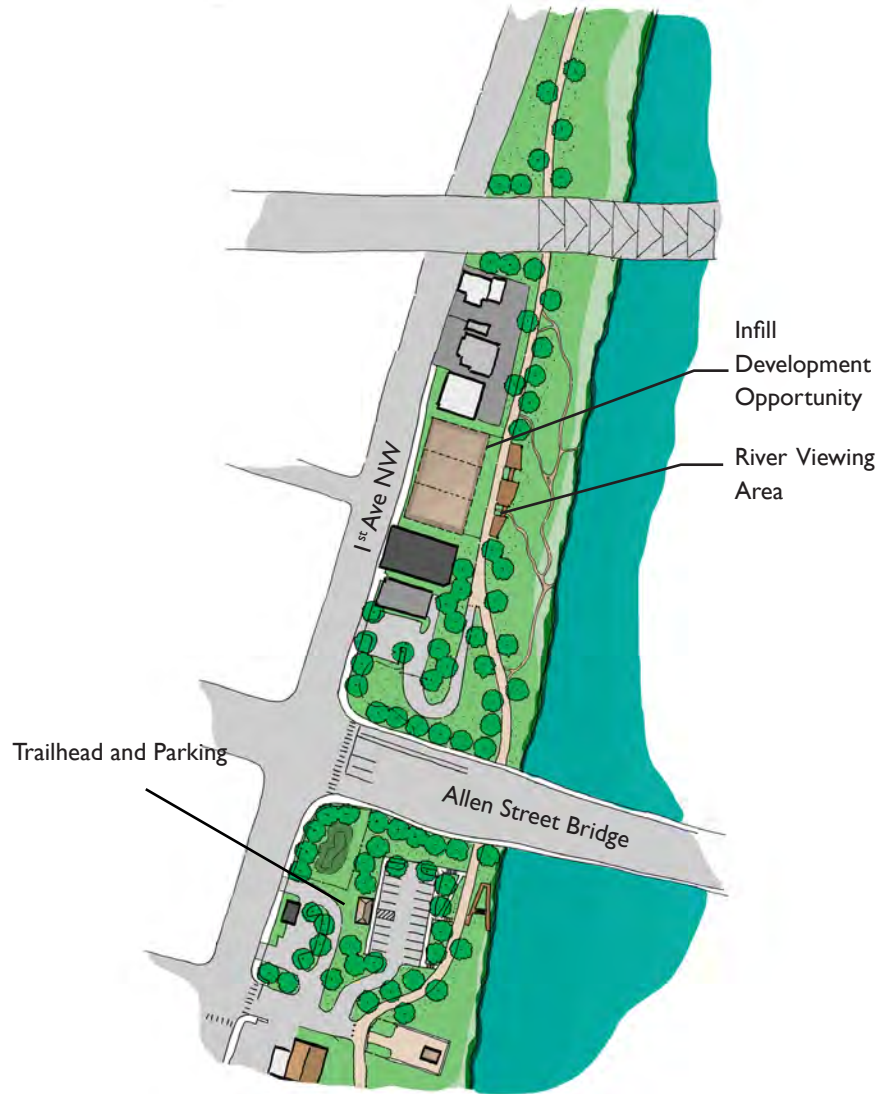 Infill
Development
Opportunity
River Viewing
Area
1st Ave NW
Trailhead and Parking
Allen Street Bridge